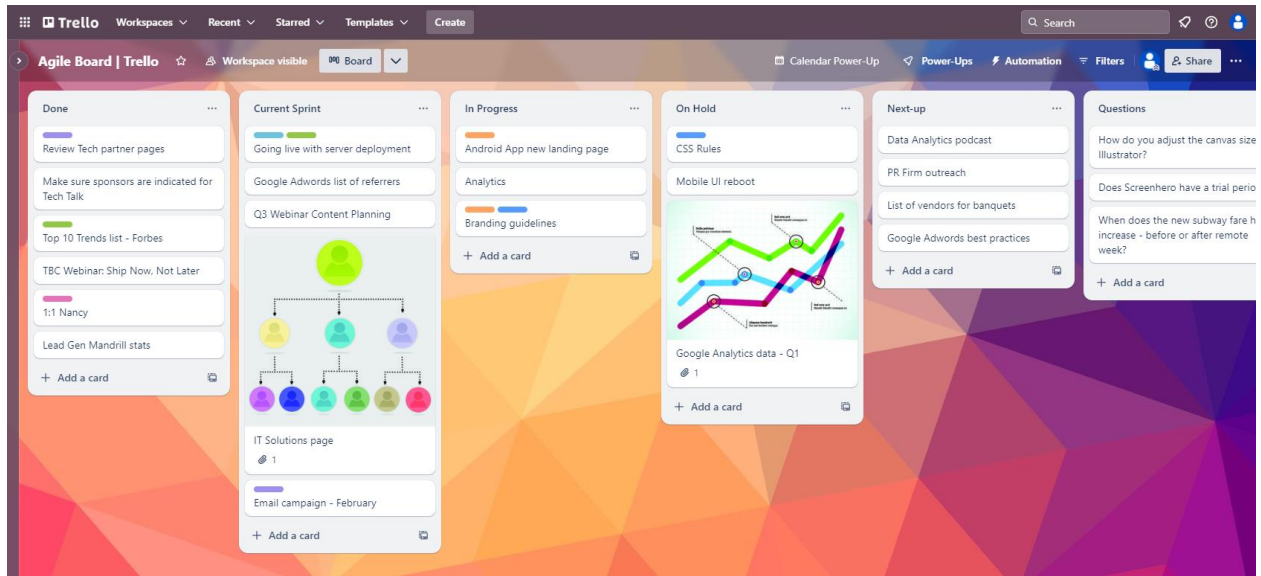 Trello Workspaces Recent Starred Templates Create Search
Agile Board | Trello Workspace visible Board Calendar Power-Up Power-Ups Automation Filters Share
Done
Review Tech partner pages
Make sure sponsors are indicated for
Tech Talk
Top 10 Trends list - Forbes
TBC Webinar: Ship Now, Not Later
1:1 Nancy
Lead Gen Mandrill stats
+ Add a card
Current Sprint
Going live with server deployment
Google Adwords list of referrers
Q3 Webinar Content Planning
IT Solutions page
1
Email campaign - February
+ Add a card
In Progress
Android App new landing page
Analytics
Branding guidelines
+ Add a card
On Hold
CSS Rules
Mobile UI reboot
Google Analytics data - Q1
1
+ Add a card
Next-up
Data Analytics podcast
PR Firm outreach
List of vendors for banquets
Google Adwords best practices
+ Add a card
Questions
How do you adjust the canvas size
Illustrator?
Does Screenhero have a trial perio
When does the new subway fare h
increase - before or after remote
week?
+ Add a card